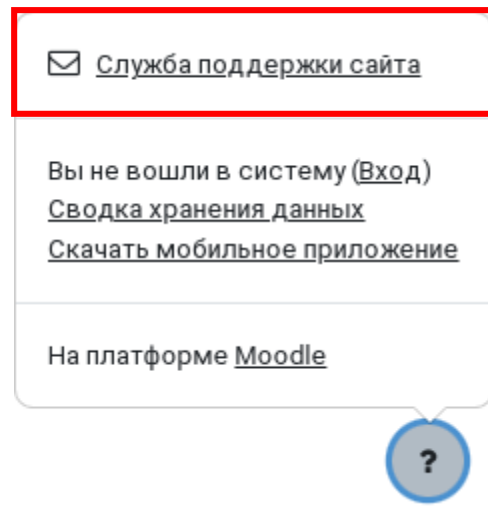 Служба поддержки сайта
Вы не вошли в систему (Вход)
Сводка хранения данных
Скачать мобильное приложение
На платформе Moodle
?